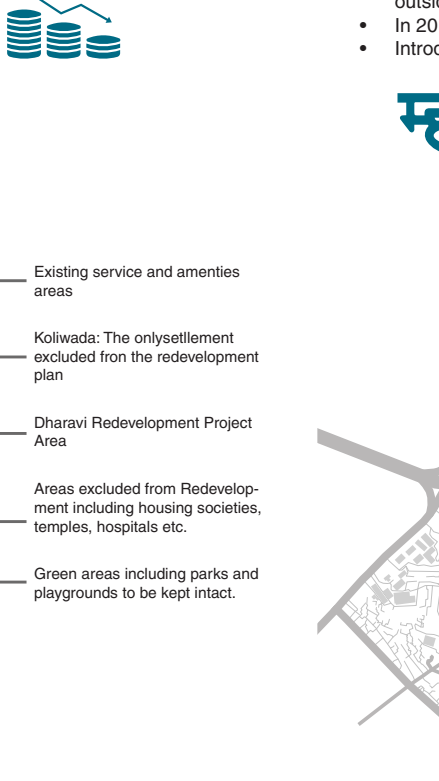 outsi
• In 20
• Introd
म्ह
Existing service and amenties
areas
Koliwada: The onlysetllement
excluded fron the redevelopment
plan
Dharavi Redevelopment Project
Area
Areas excluded from Redevelop-
ment including housing societies,
temples, hospitals etc.
Green areas including parks and
playgrounds to be kept intact.